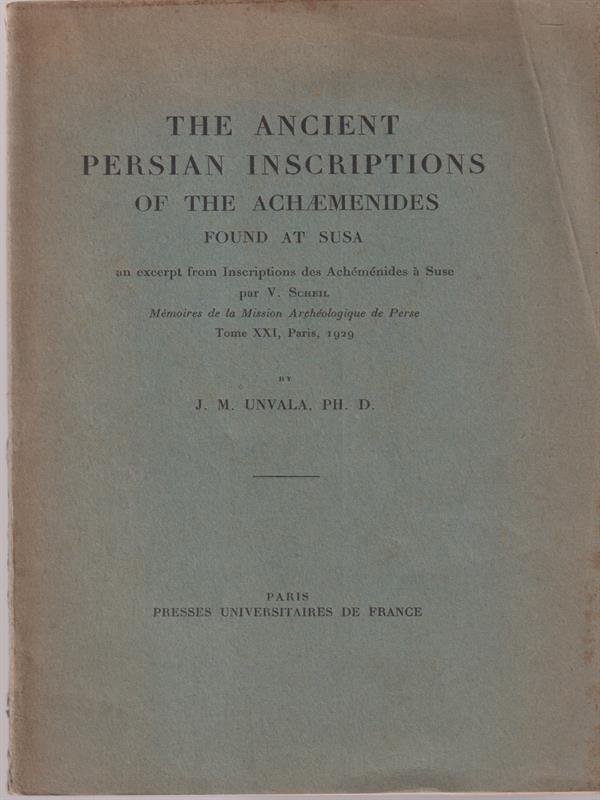 THE ANCIENT
PERSIAN INSCRIPTIONS
OF THE ACHÆMENIDES
FOUND AT SUSA
an excerpt from Inscriptions des Achéménides à Suse
par V. Scheil
Mémoires de la Mission Archéologique de Perse
Tome XXI, Paris, 1929
BY
J. M. UNVALA, PH. D.
PARIS
PRESSES UNIVERSITAIRES DE FRANCE